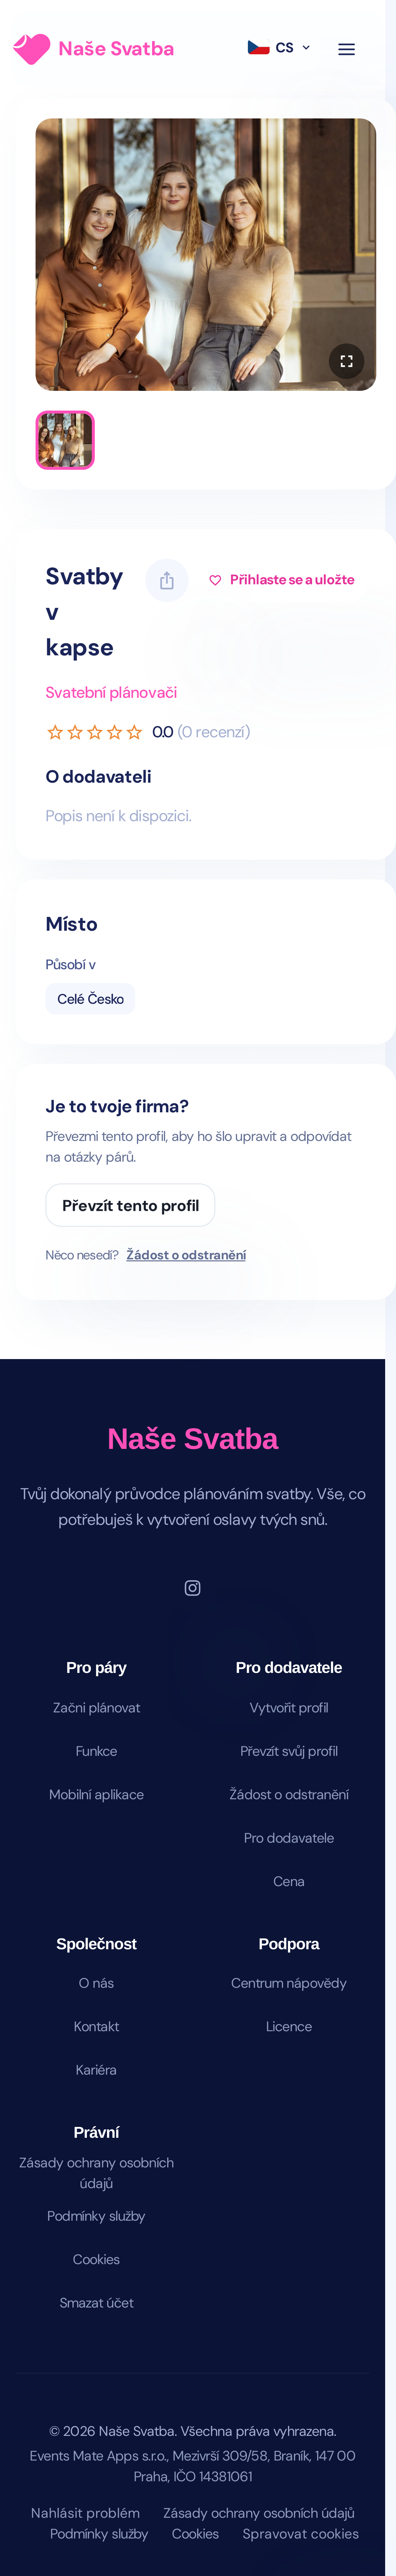 Naše Svatba
CS
Svatby
v
kapse
Přihlaste se a uložte
Svatební plánovači
0.0 (0 recenzí)
O dodavateli
Popis není k dispozici.
Místo
Působí v
Celé Česko
Je to tvoje firma?
Převezmi tento profil, aby ho šlo upravit a odpovídat
na otázky párů.
Převzít tento profil
Něco nesedí? Žádost o odstranění
Naše Svatba
Tvůj dokonalý průvodce plánováním svatby. Vše, co
potřebuješ k vytvoření oslavy tvých snů.
Pro páry
Začni plánovat
Funkce
Mobilní aplikace
Pro dodavatele
Vytvořit profil
Převzít svůj profil
Žádost o odstranění
Pro dodavatele
Cena
Společnost
O nás
Kontakt
Kariéra
Podpora
Centrum nápovědy
Licence
Právní
Zásady ochrany osobních
údajů
Podmínky služby
Cookies
Smazat účet
© 2026 Naše Svatba. Všechna práva vyhrazena.
Events Mate Apps s.r.o., Mezivrší 309/58, Braník, 147 00
Praha, IČO 14381061
Nahlásit problém Zásady ochrany osobních údajů
Podmínky služby Cookies Spravovat cookies